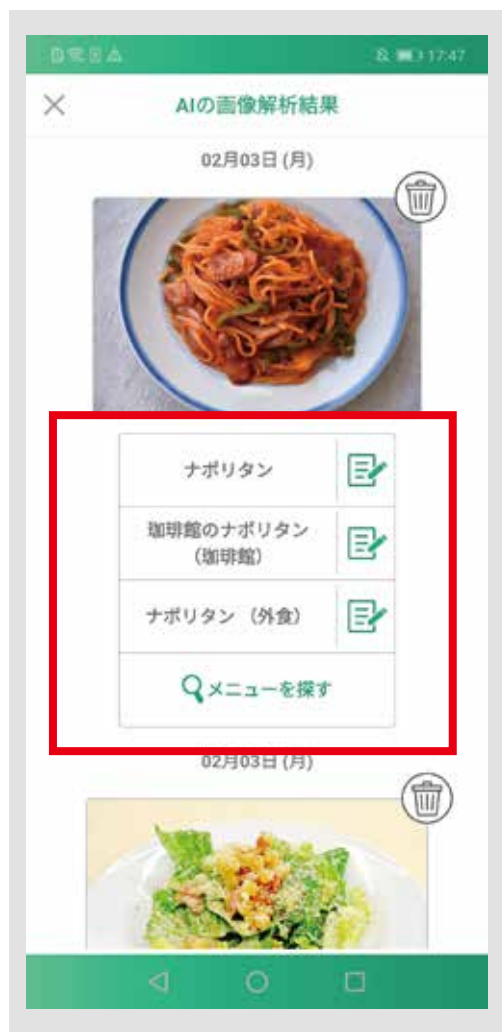 17:47
AIの画像解析結果
02月03日 (月)
ナポリタン
珈琲館のナポリタン
(珈琲館)
ナポリタン (外食)
メニューを探す
02月03日 (月)